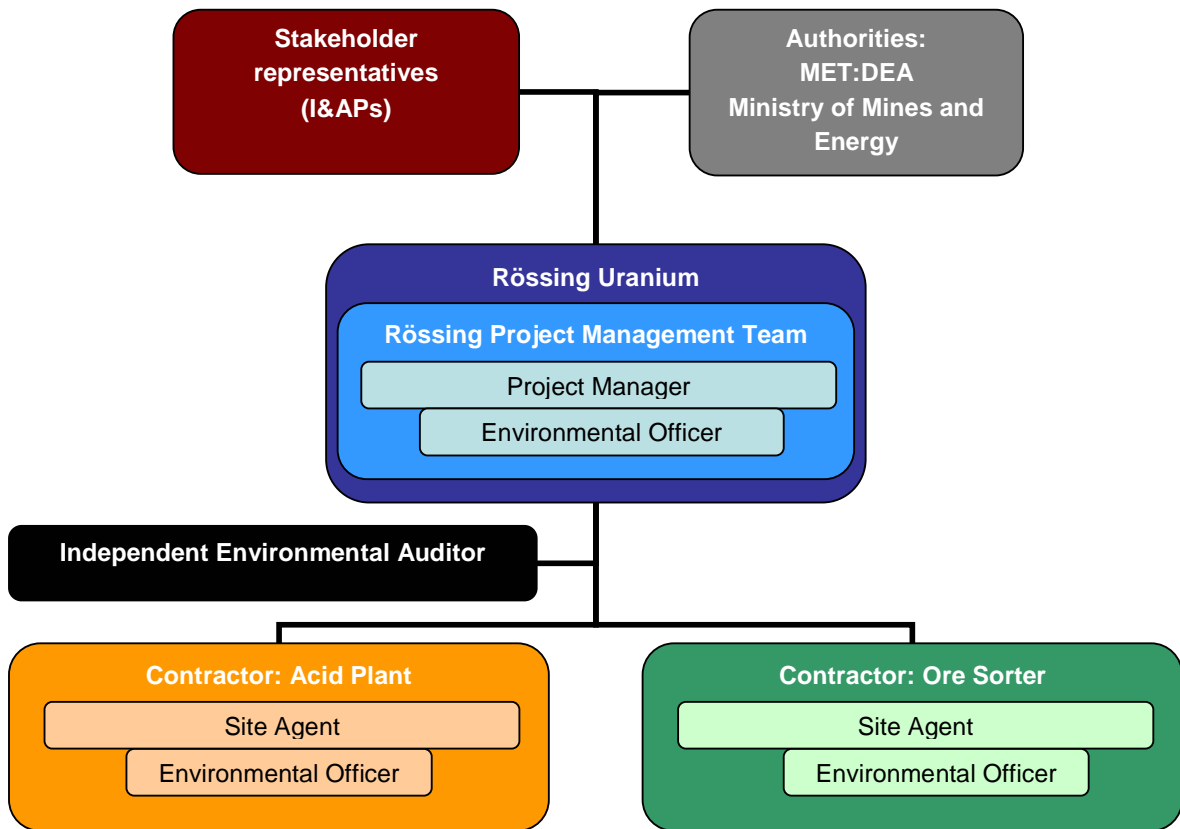 Stakeholder
representatives
(I&APs)
Authorities:
MET:DEA
Ministry of Mines and
Energy
Rössing Uranium
Rössing Project Management Team
Project Manager
Environmental Officer
Independent Environmental Auditor
Contractor: Acid Plant
Site Agent
Environmental Officer
Contractor: Ore Sorter
Site Agent
Environmental Officer